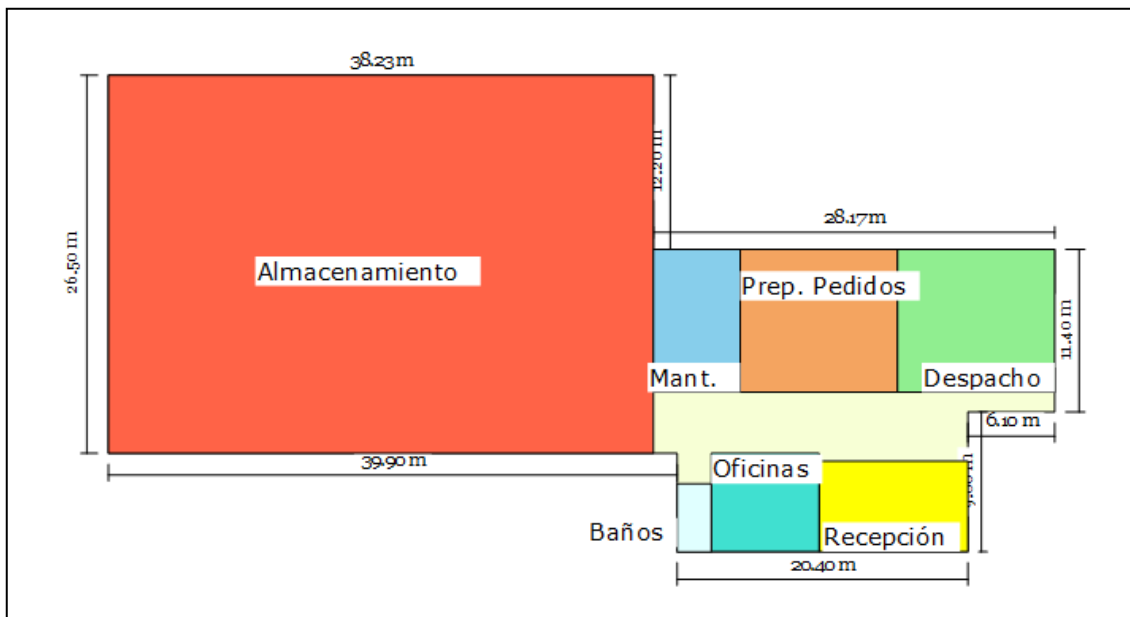 38.23 m
12.20 m
28.17m
26.50 m
Almacenamiento
Prep. Pedidos
11.40 m
Mant.
Despacho
6.10 m
39.90 m
Oficinas
Baños
Recepción
20.40 m